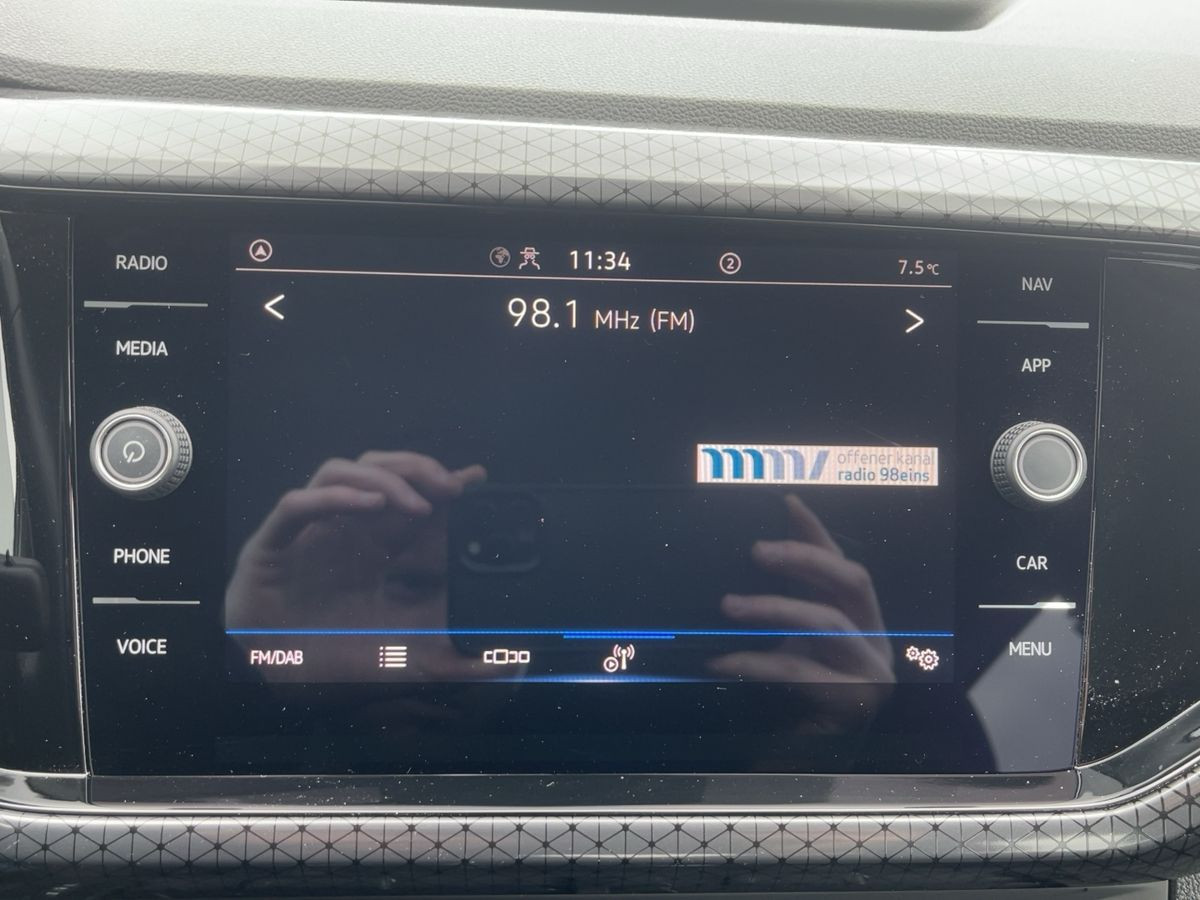 RADIO
MEDIA
PHONE
VOICE
11:34
2
7.5°C
< 98.1 MHz (FM) >
offener kanal
radio 98eins
FM/DAB
NAV
APP
CAR
MENU